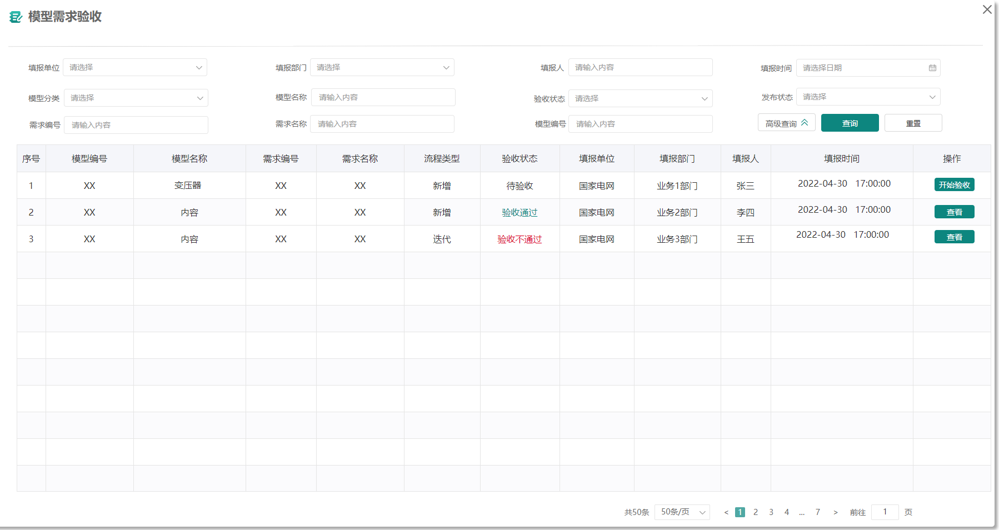 模型需求验收
填报单位 请选择 填报部门 请选择 填报人 请输入内容 填报时间 请选择日期
模型分类 请选择 模型名称 请输入内容 验收状态 请选择 发布状态 请选择
需求编号 请输入内容 需求名称 请输入内容 模型编号 请输入内容 高级查询 查询 重置
序号 模型编号 模型名称 需求编号 需求名称 流程类型 验收状态 填报单位 填报部门 填报人 填报时间 操作
1 XX 变压器 XX XX 新增 待验收 国家电网 业务1部门 张三 2022-04-30 17:00:00 开始验收
2 XX 内容 XX XX 新增 验收通过 国家电网 业务2部门 李四 2022-04-30 17:00:00 查看
3 XX 内容 XX XX 迭代 验收不通过 国家电网 业务3部门 王五 2022-04-30 17:00:00 查看
共50条 50条/页 < 1 2 3 4 ... 7 > 前往 1 页